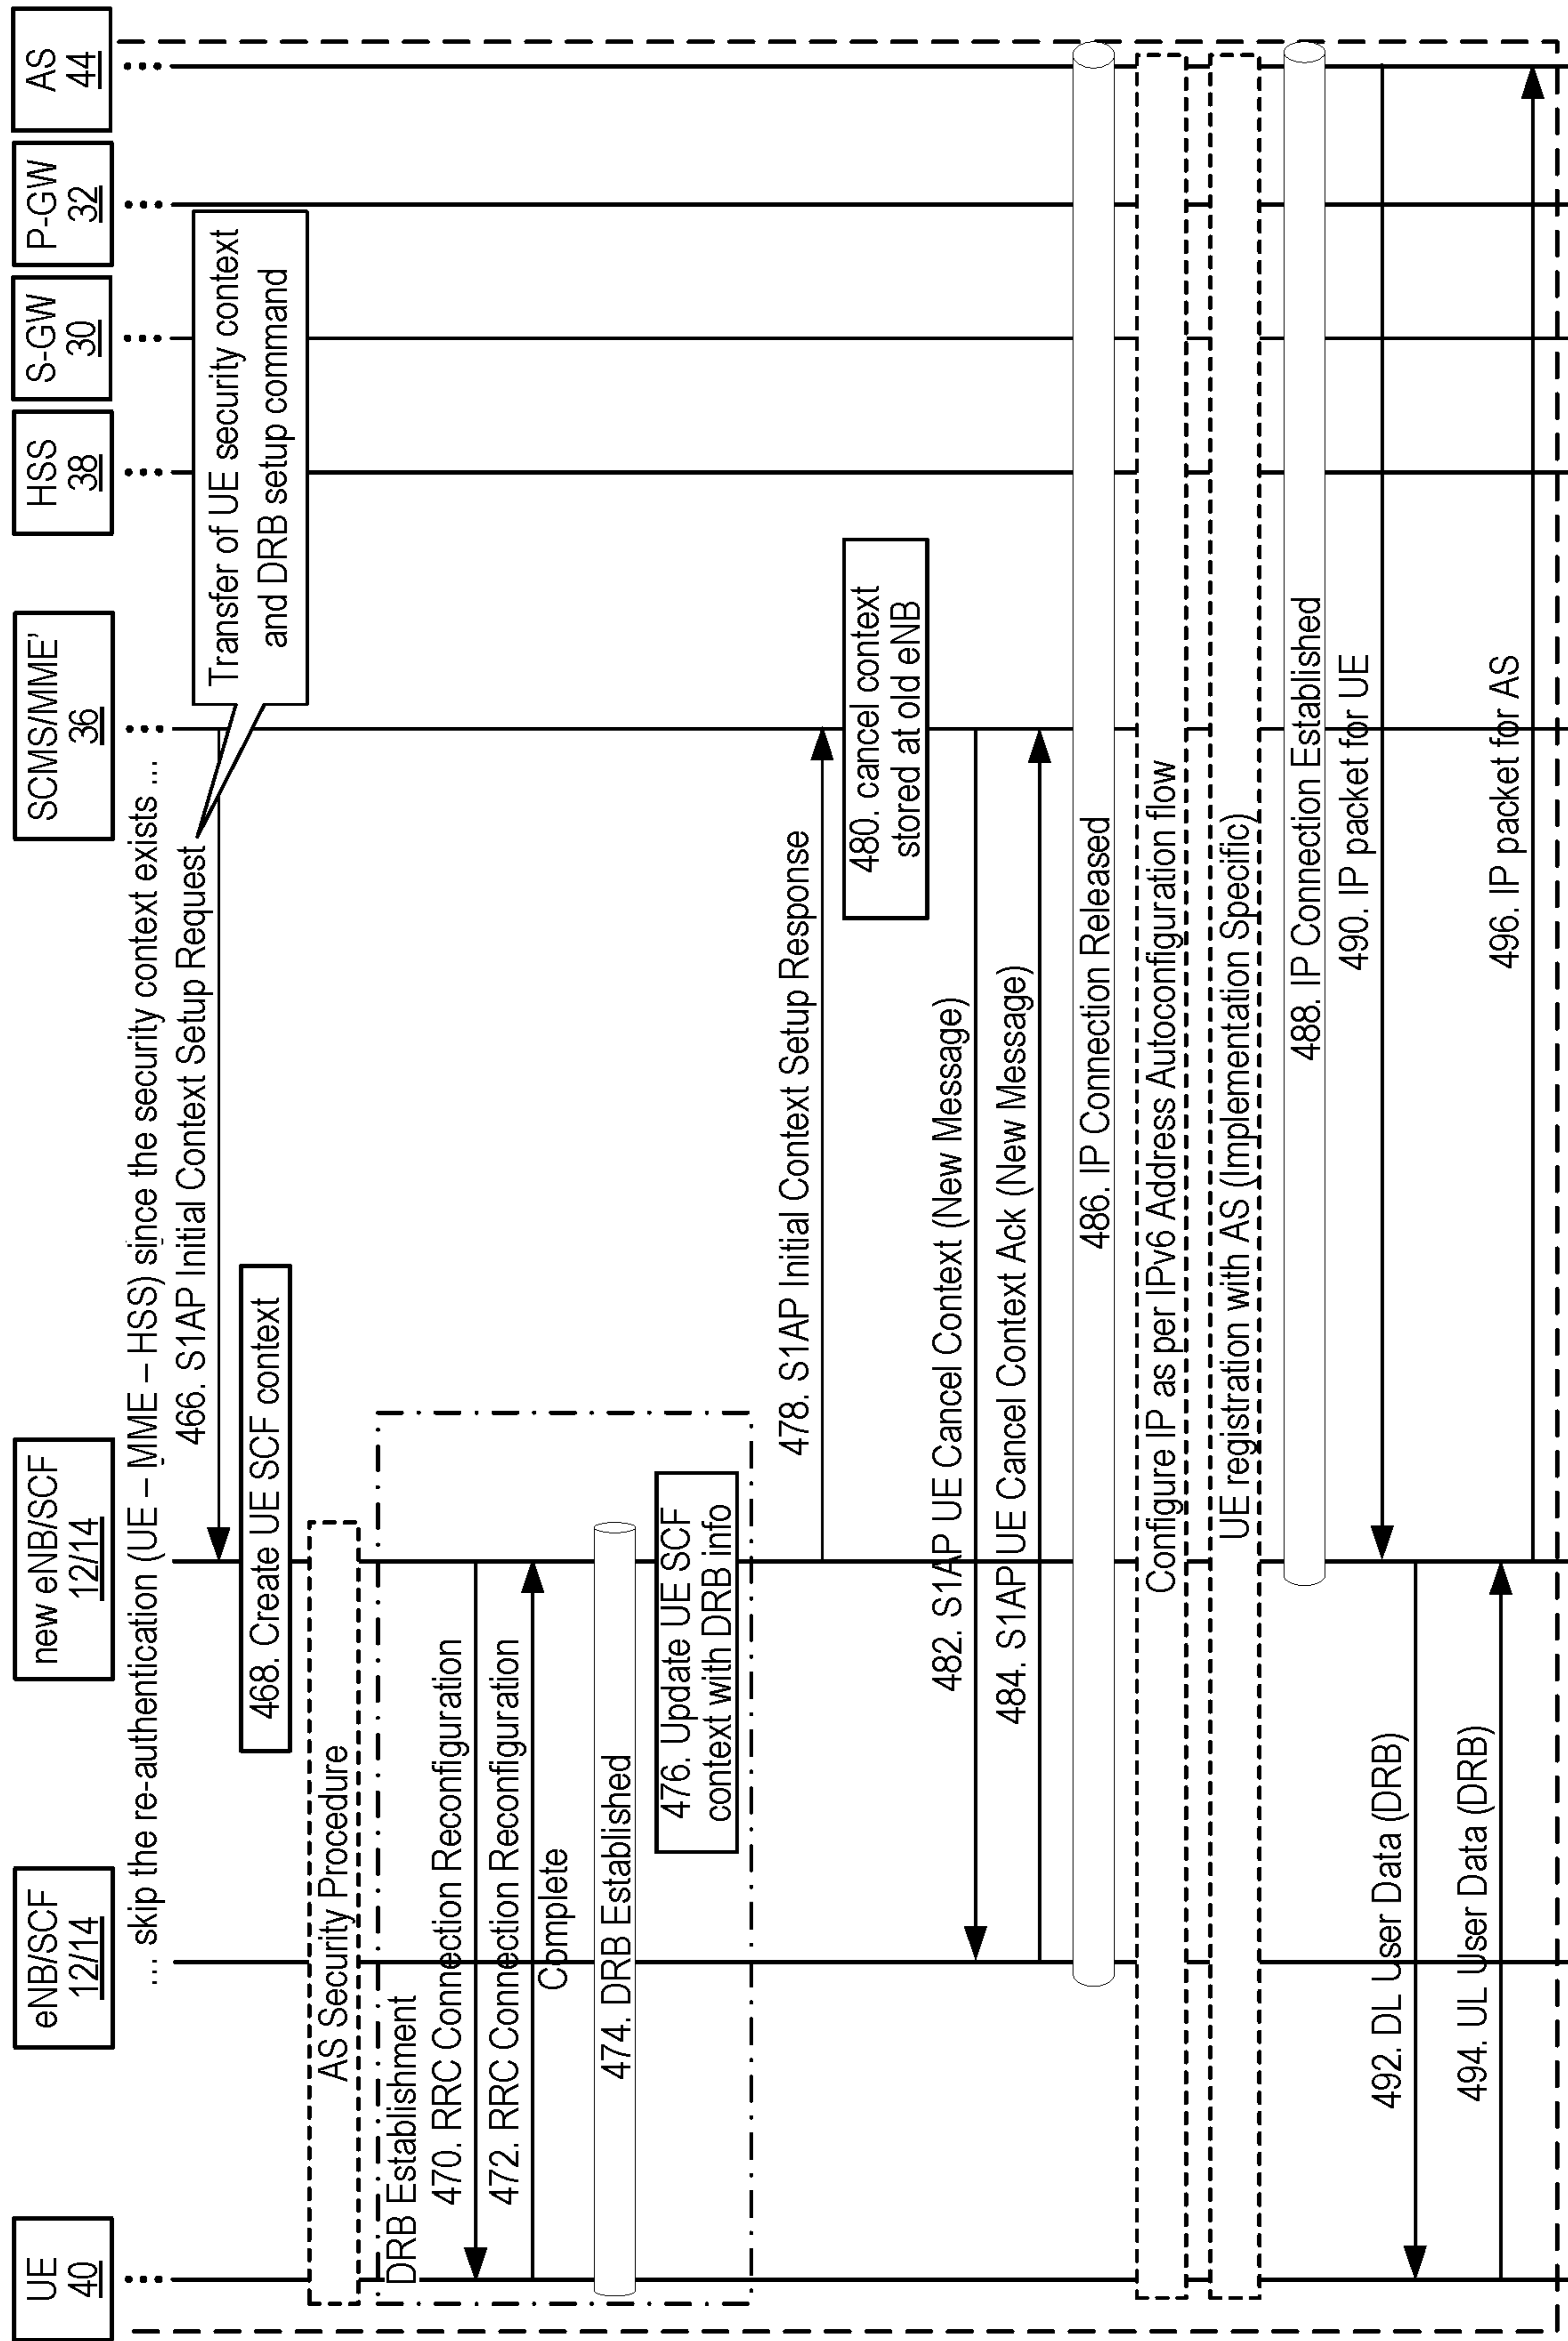 UE
40
eNB/SCF
12/14
new eNB/SCF
12/14
SCMS/MME'
36
HSS
38
S-GW
30
P-GW
32
AS
44
... skip the re-authentication (UE – MME – HSS) since the security context exists ...
466. S1AP Initial Context Setup Request
Transfer of UE security context
and DRB setup command
468. Create UE SCF context
AS Security Procedure
DRB Establishment
470. RRC Connection Reconfiguration
472. RRC Connection Reconfiguration
Complete
474. DRB Established
476. Update UE SCF
context with DRB info
478. S1AP Initial Context Setup Response
480. cancel context
stored at old eNB
482. S1AP UE Cancel Context (New Message)
484. S1AP UE Cancel Context Ack (New Message)
486. IP Connection Released
Configure IP as per IPv6 Address Autoconfiguration flow
UE registration with AS (Implementation Specific)
488. IP Connection Established
490. IP packet for UE
492. DL User Data (DRB)
494. UL User Data (DRB)
496. IP packet for AS